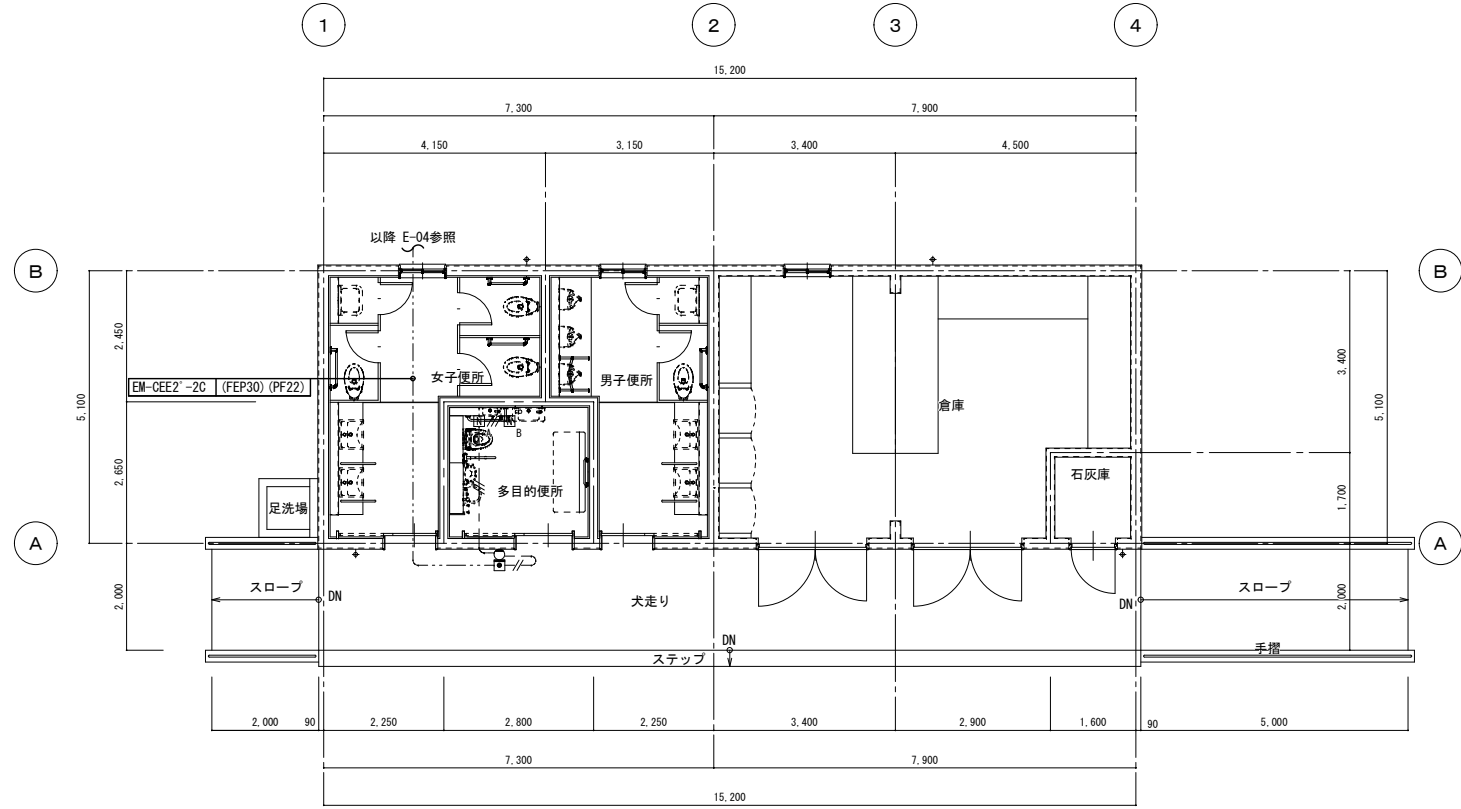 1
2
3
4
15,200
7,300
7,900
4,150
3,150
3,400
4,500
以降 E-04参照
B
B
2,450
3,400
EM-CEE2°-2C
(FEP30)(PF22)
女子便所
男子便所
倉庫
5,100
5,100
B
2,650
多目的便所
石灰庫
1,700
足洗場
A
A
スロープ
DN
犬走り
DN
スロープ
2,000
2,000
DN
ステップ
手摺
2,000
90
2,250
2,800
2,250
3,400
2,900
1,600
90
5,000
7,300
7,900
15,200